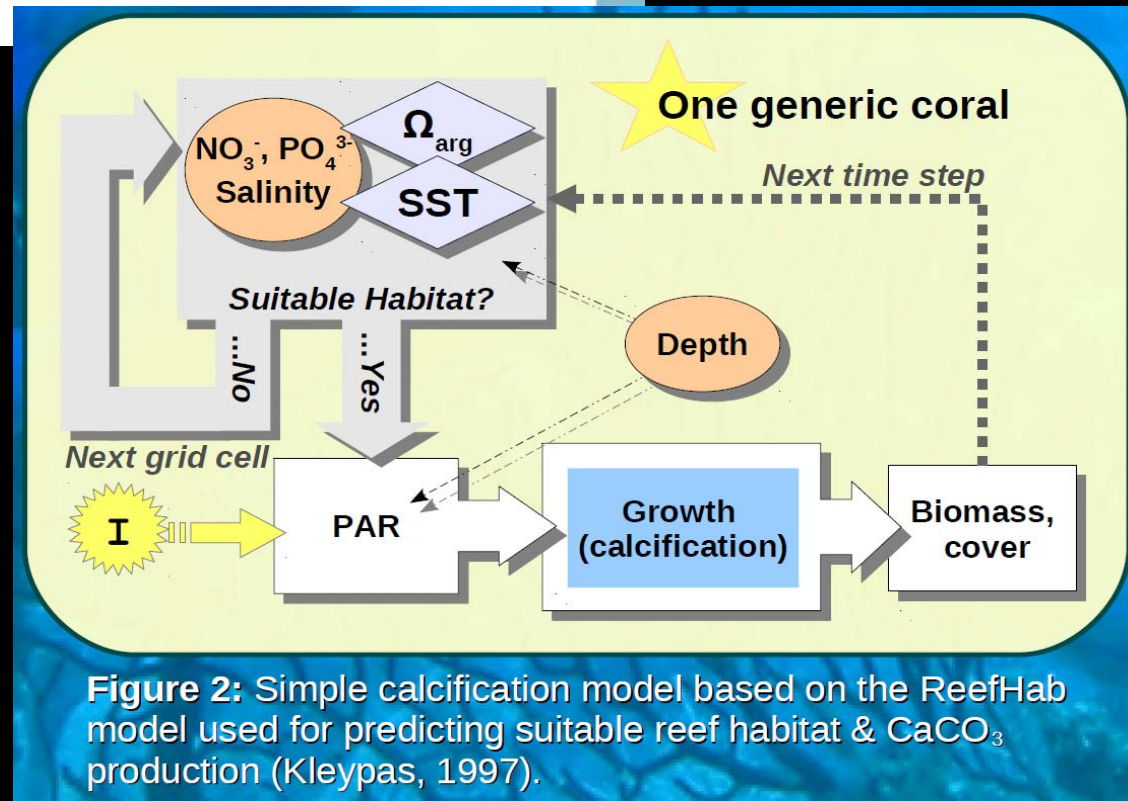 One generic coral
Ωarg
NO₃⁻, PO₄³⁻
Salinity
SST
Next time step
Suitable Habitat?
...No
...Yes
Depth
Next grid cell
I
PAR
Growth
(calcification)
Biomass,
cover
Figure 2: Simple calcification model based on the ReefHab
model used for predicting suitable reef habitat & CaCO₃
production (Kleypas, 1997).